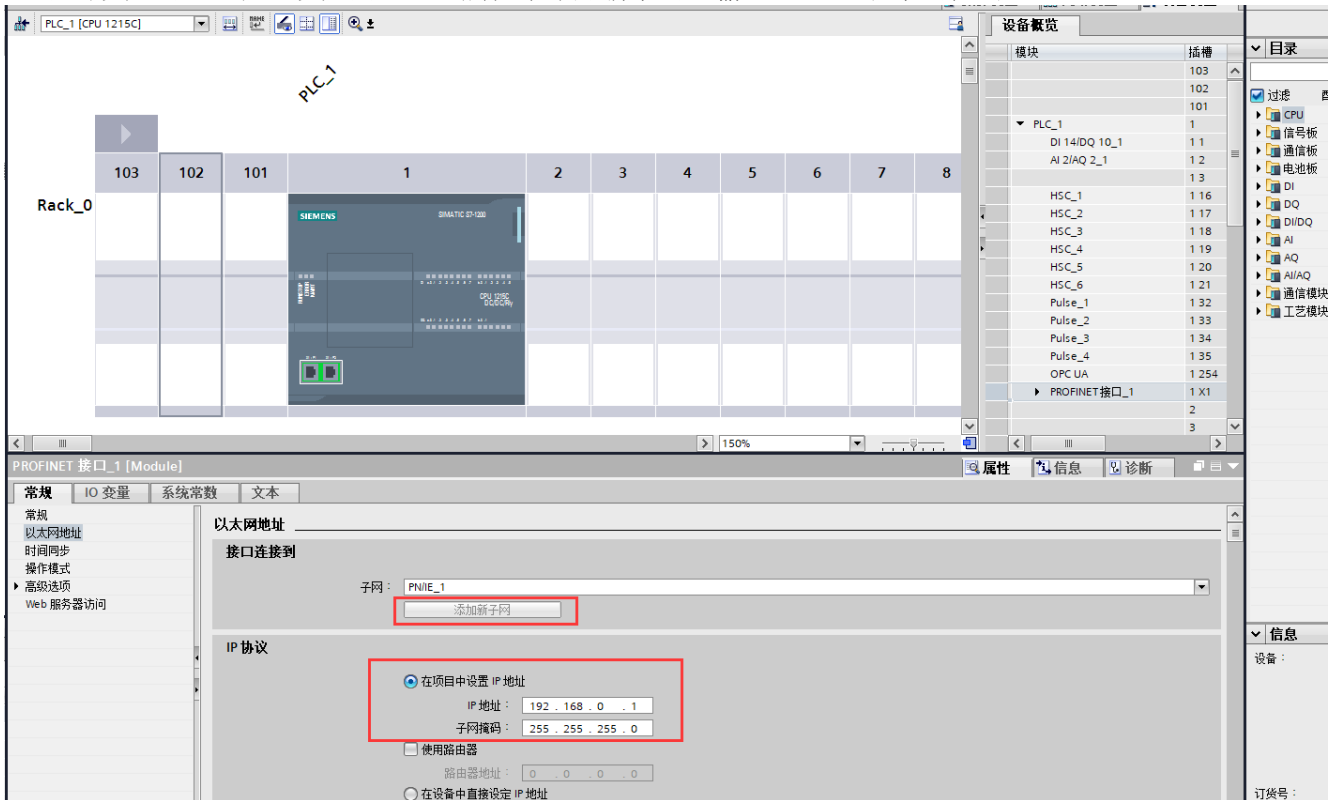 PLC_1 [CPU 1215C]
PLC_1
103 102 101 1 2 3 4 5 6 7 8
Rack_0
SIEMENS SIMATIC S7-1200
CPU 1215C
DC/DC/Rly
150%
设备概览
模块 插槽
103
102
101
PLC_1 1
DI 14/DQ 10_1 1 1
AI 2/AQ 2_1 1 2
1 3
HSC_1 1 16
HSC_2 1 17
HSC_3 1 18
HSC_4 1 19
HSC_5 1 20
HSC_6 1 21
Pulse_1 1 32
Pulse_2 1 33
Pulse_3 1 34
Pulse_4 1 35
OPC UA 1 254
PROFINET接口_1 1 X1
2
3
目录
过滤
CPU
信号板
通信板
电池板
DI
DQ
DI/DQ
AI
AQ
AI/AQ
通信模块
工艺模块
信息
设备：
订货号：
PROFINET 接口_1 [Module]
属性 信息 诊断
常规 IO 变量 系统常数 文本
常规
以太网地址
时间同步
操作模式
高级选项
Web 服务器访问
以太网地址
接口连接到
子网： PN/IE_1
添加新子网
IP 协议
在项目中设置 IP 地址
IP 地址： 192 . 168 . 0 . 1
子网掩码： 255 . 255 . 255 . 0
使用路由器
路由器地址： 0 . 0 . 0 . 0
在设备中直接设定 IP 地址